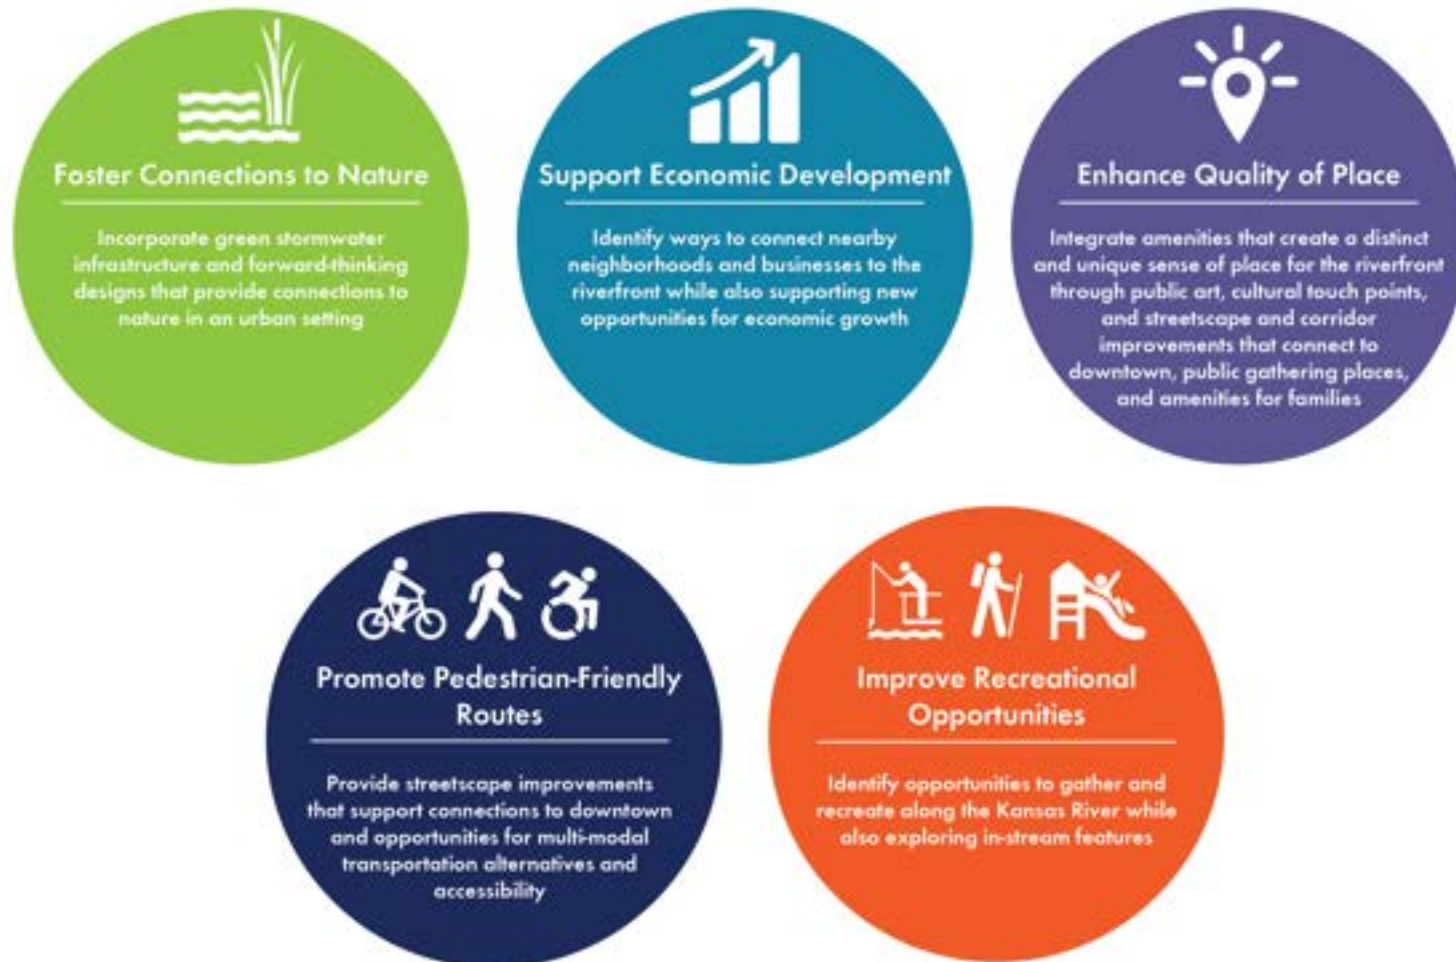 Foster Connections to Nature
Incorporate green stormwater
infrastructure and forward-thinking
designs that provide connections to
nature in an urban setting
Support Economic Development
Identify ways to connect nearby
neighborhoods and businesses to the
riverfront while also supporting new
opportunities for economic growth
Enhance Quality of Place
Integrate amenities that create a distinct
and unique sense of place for the riverfront
through public art, cultural touch points,
and streetscape and corridor
improvements that connect to
downtown, public gathering places,
and amenities for families
Promote Pedestrian-Friendly
Routes
Provide streetscape improvements
that support connections to downtown
and opportunities for multi-modal
transportation alternatives and
accessibility
Improve Recreational
Opportunities
Identify opportunities to gather and
recreate along the Kansas River while
also exploring in-stream features